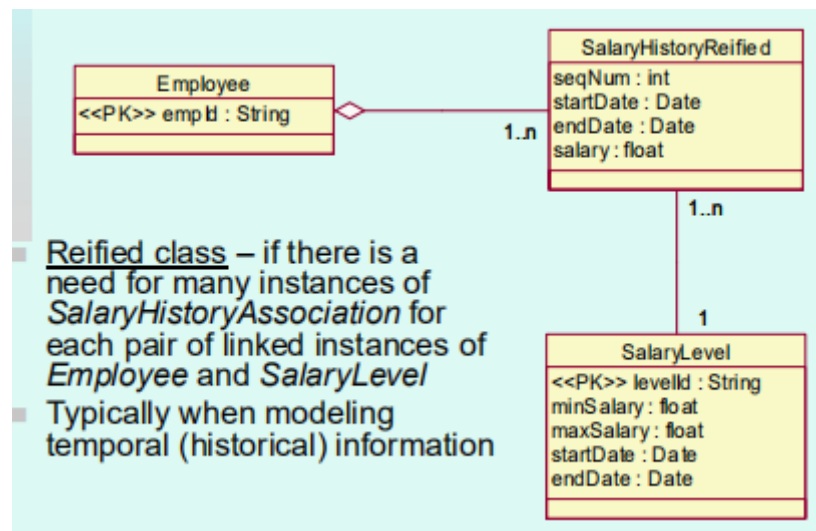 Employee
<<PK>> empId : String
1..n
SalaryHistoryReified
seqNum : int
startDate : Date
endDate : Date
salary : float
1..n
Reified class – if there is a
need for many instances of
SalaryHistoryAssociation for
each pair of linked instances of
Employee and SalaryLevel
Typically when modeling
temporal (historical) information
1
SalaryLevel
<<PK>> levelId : String
minSalary : float
maxSalary : float
startDate : Date
endDate : Date